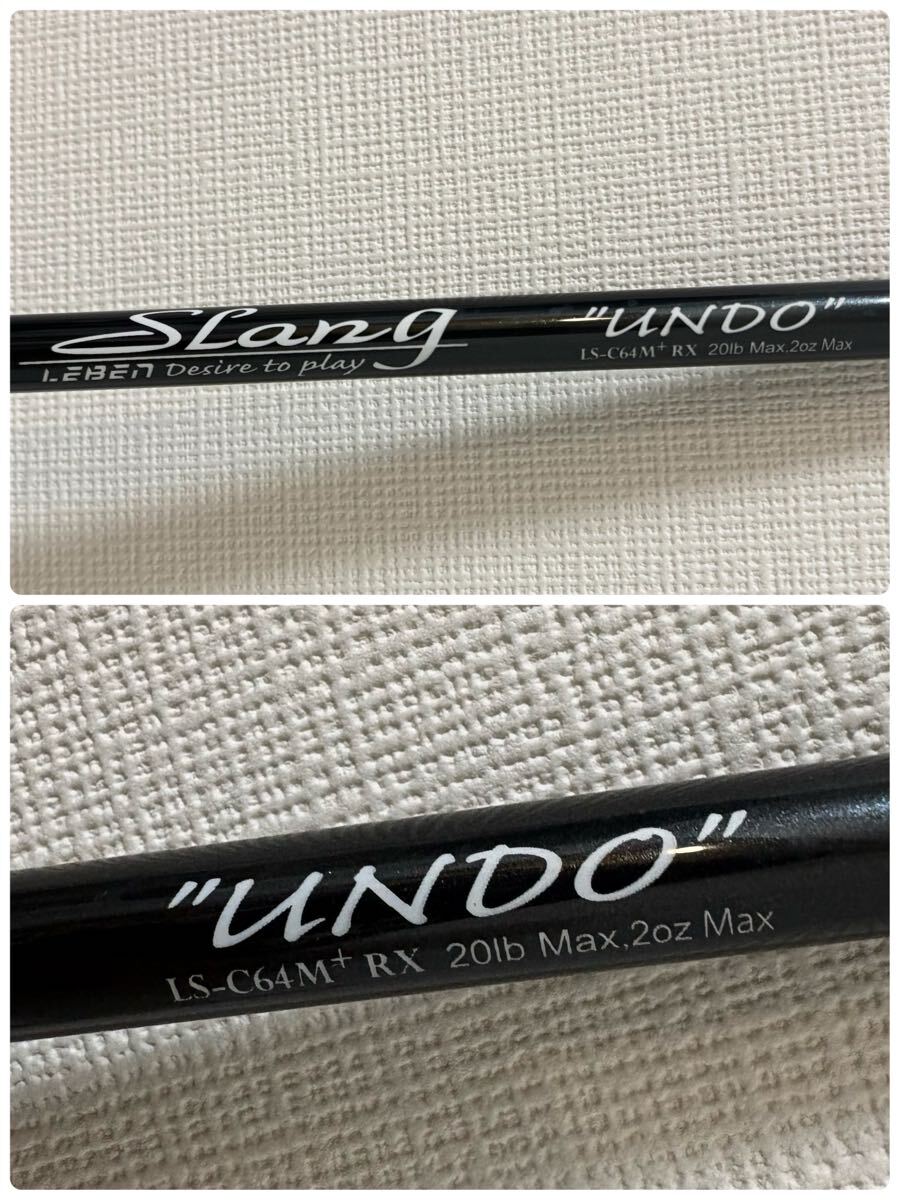 SLang
LEBEN Desire to play
"UNDO"
LS-C64M+ RX 20lb Max,2oz Max
"UNDO"
LS-C64M+ RX 20lb Max,2oz Max